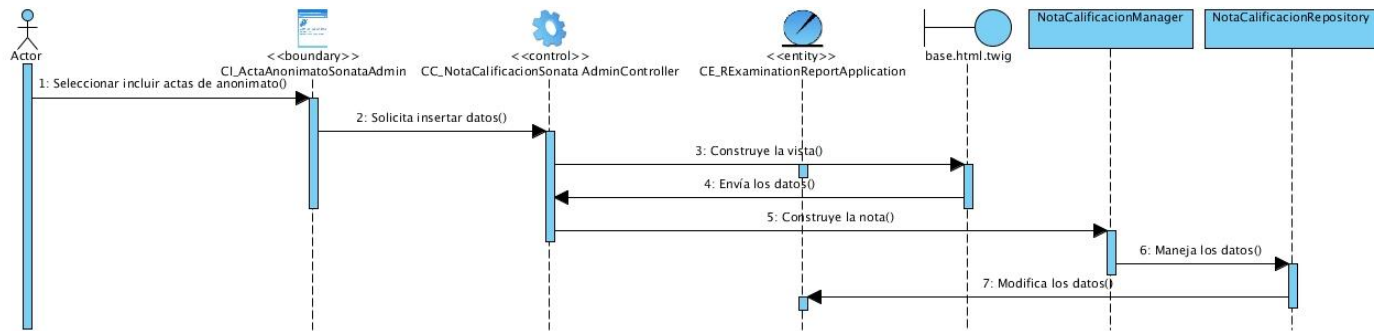 NotaCalificacionManager
NotaCalificacionRepository
Actor
<<boundary>>
CI_ActaAnonimatoSonataAdmin
<<control>>
CC_NotaCalificacionSonata AdminController
<<entity>>
CE_RExaminationReportApplication
base.html.twig
1: Seleccionar incluir actas de anonimato()
2: Solicita insertar datos()
3: Construye la vista()
4: Envía los datos()
5: Construye la nota()
6: Maneja los datos()
7: Modifica los datos()